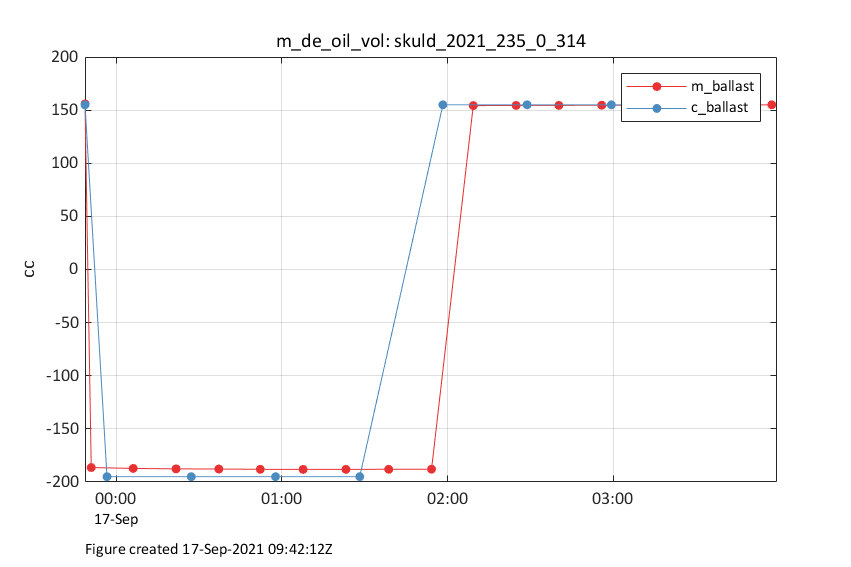 m_de_oil_vol: skuld_2021_235_0_314
200
150
100
50
0
-50
-100
-150
-200
cc
m_ballast
c_ballast
00:00
01:00
02:00
03:00
17-Sep
Figure created 17-Sep-2021 09:42:12Z